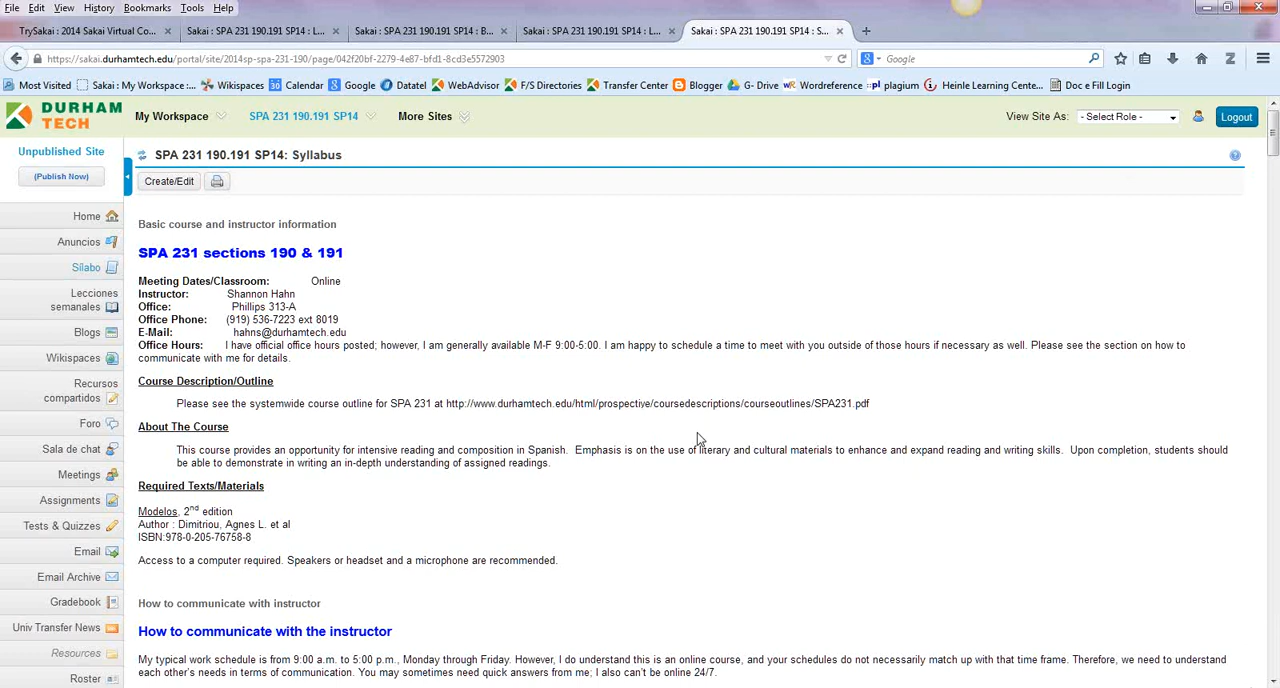 File Edit View History Bookmarks Tools Help
TrySakai : 2014 Sakai Virtual Co... × Sakai : SPA 231 190.191 SP14 : L... × Sakai : SPA 231 190.191 SP14 : B... × Sakai : SPA 231 190.191 SP14 : L... × Sakai : SPA 231 190.191 SP14 : S... × +
https://sakai.durhamtech.edu/portal/site/2014sp-spa-231-190/page/042f20bf-2279-4e87-bfd1-8cd3e5572903 Google
Most Visited Sakai : My Workspace :... Wikispaces 30 Calendar Google Datatel WebAdvisor F/S Directories Transfer Center Blogger G- Drive Wordreference plagium Heinle Learning Cente... Doc e Fill Login
DURHAM TECH
My Workspace SPA 231 190.191 SP14 More Sites View Site As: - Select Role - Logout
Unpublished Site
(Publish Now)
Home
Anuncios
Sílabo
Lecciones
semanales
Blogs
Wikispaces
Recursos
compartidos
Foro
Sala de chat
Meetings
Assignments
Tests & Quizzes
Email
Email Archive
Gradebook
Univ Transfer News
Resources
Roster
SPA 231 190.191 SP14: Syllabus
Create/Edit
Basic course and instructor information
SPA 231 sections 190 & 191
Meeting Dates/Classroom: Online
Instructor: Shannon Hahn
Office: Phillips 313-A
Office Phone: (919) 536-7223 ext 8019
E-Mail: hahns@durhamtech.edu
Office Hours: I have official office hours posted; however, I am generally available M-F 9:00-5:00. I am happy to schedule a time to meet with you outside of those hours if necessary as well. Please see the section on how to
communicate with me for details.
Course Description/Outline
Please see the systemwide course outline for SPA 231 at http://www.durhamtech.edu/html/prospective/coursedescriptions/courseoutlines/SPA231.pdf
About The Course
This course provides an opportunity for intensive reading and composition in Spanish. Emphasis is on the use of literary and cultural materials to enhance and expand reading and writing skills. Upon completion, students should
be able to demonstrate in writing an in-depth understanding of assigned readings.
Required Texts/Materials
Modelos, 2nd edition
Author : Dimitriou, Agnes L. et al
ISBN:978-0-205-76758-8
Access to a computer required. Speakers or headset and a microphone are recommended.
How to communicate with instructor
How to communicate with the instructor
My typical work schedule is from 9:00 a.m. to 5:00 p.m., Monday through Friday. However, I do understand this is an online course, and your schedules do not necessarily match up with that time frame. Therefore, we need to understand
each other's needs in terms of communication. You may sometimes need quick answers from me; I also can't be online 24/7.